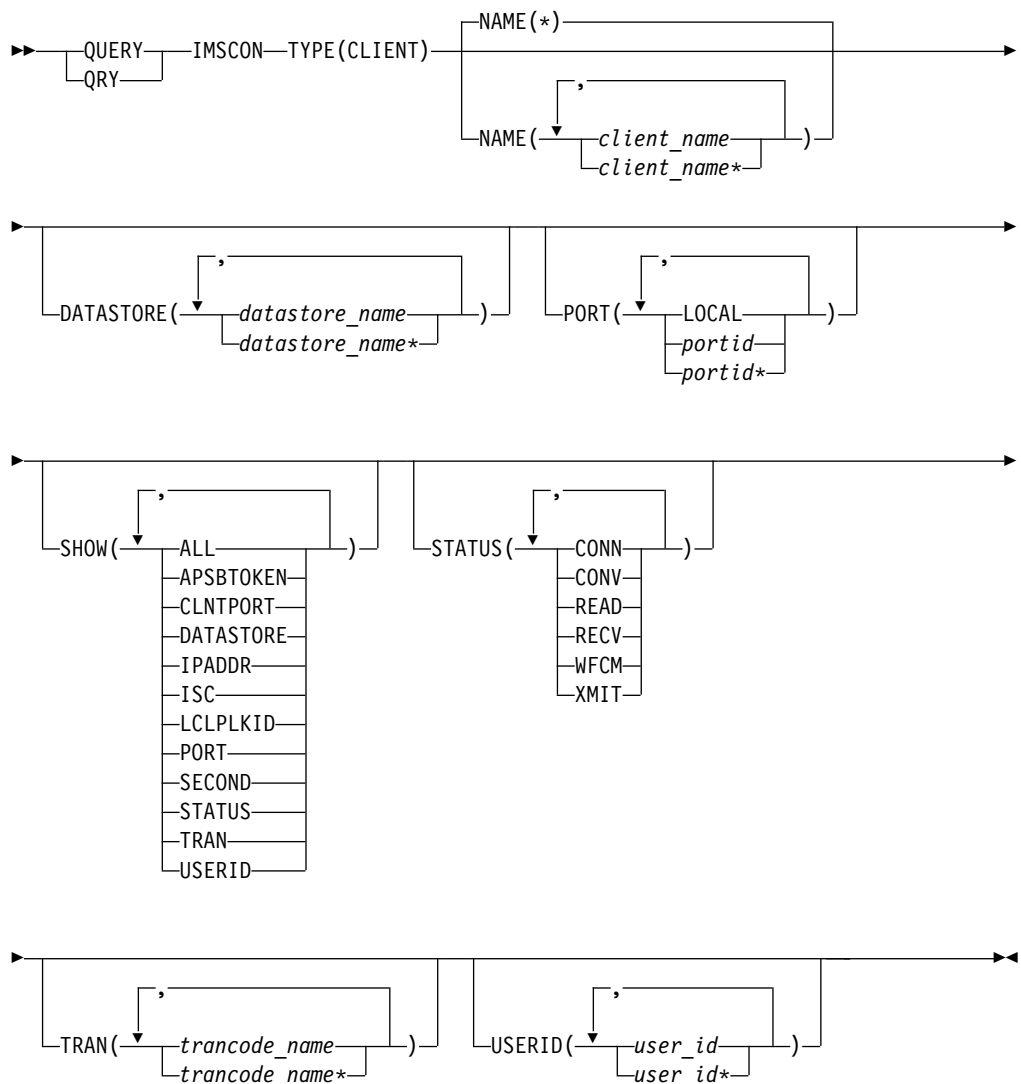 NAME(*)
QUERY IMSCON TYPE(CLIENT)
QRY ,
NAME( client_name )
client_name*
, ,
DATASTORE( datastore_name ) PORT( LOCAL )
datastore_name* portid
portid*
, ,
SHOW( ALL ) STATUS( CONN )
APSBTOKEN CONV
CLNTPORT READ
DATASTORE RECV
IPADDR WFCM
ISC XMIT
LCLPLKID
PORT
SECOND
STATUS
TRAN
USERID
, ,
TRAN( trancode_name ) USERID( user_id )
trancode_name* user_id*